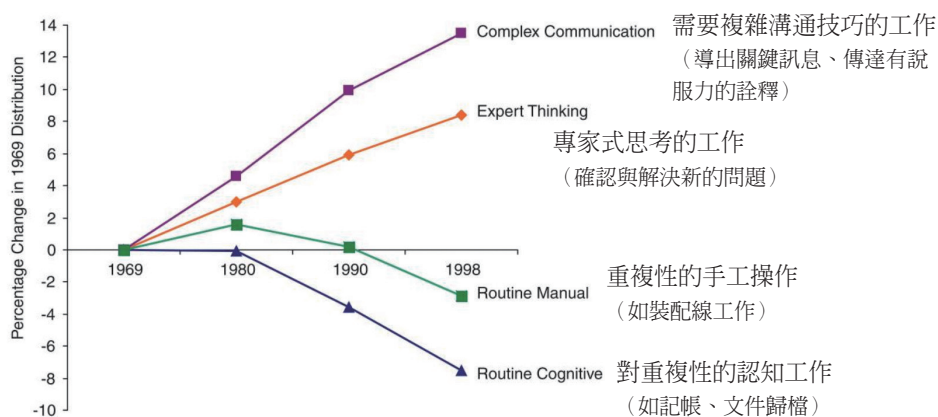 Percentage Change in 1969 Distribution
14
12
10
8
6
4
2
0
-2
-4
-6
-8
-10
1969
1980
1990
1998
Complex Communication
需要複雜溝通技巧的工作
（導出關鍵訊息、傳達有說
服力的詮釋）
Expert Thinking
專家式思考的工作
（確認與解決新的問題）
Routine Manual
重複性的手工操作
（如裝配線工作）
Routine Cognitive
對重複性的認知工作
（如記帳、文件歸檔）